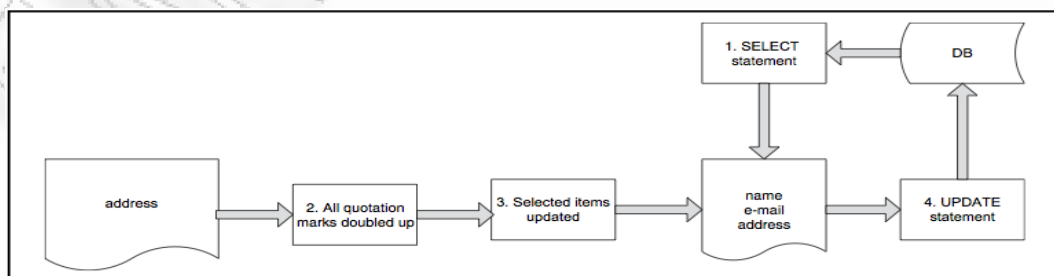 1. SELECT
statement
DB
address
2. All quotation
marks doubled up
3. Selected items
updated
name
e-mail
address
4. UPDATE
statement